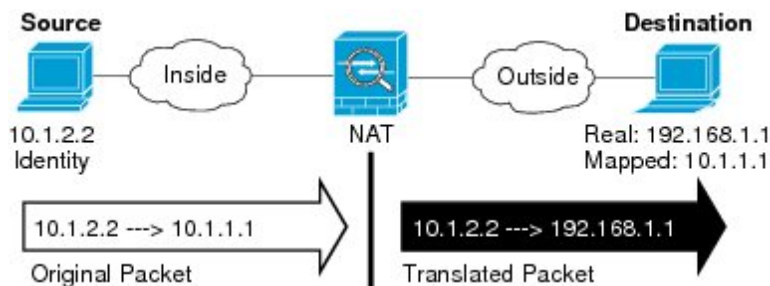 Source
Destination
Inside
Outside
10.1.2.2
Identity
NAT
Real: 192.168.1.1
Mapped: 10.1.1.1
10.1.2.2 ---> 10.1.1.1
10.1.2.2 ---> 192.168.1.1
Original Packet
Translated Packet